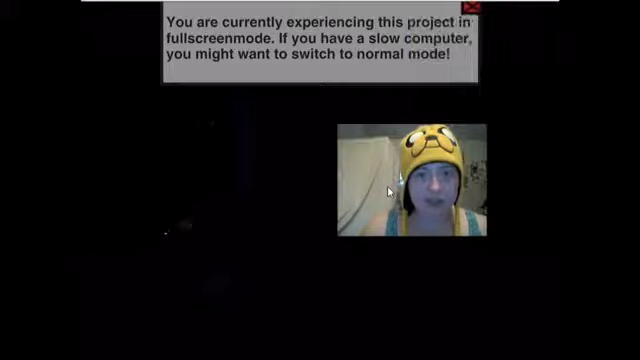 You are currently experiencing this project in
fullscreenmode. If you have a slow computer,
you might want to switch to normal mode!